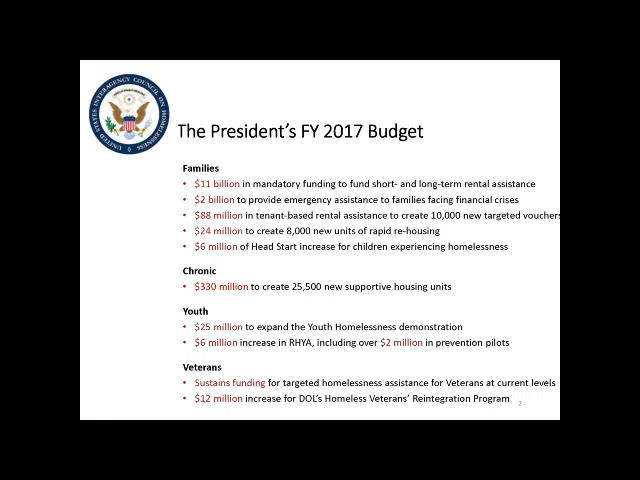 UNITED STATES INTERAGENCY COUNCIL ON HOMELESSNESS
The President's FY 2017 Budget
Families
• $11 billion in mandatory funding to fund short- and long-term rental assistance
• $2 billion to provide emergency assistance to families facing financial crises
• $88 million in tenant-based rental assistance to create 10,000 new targeted vouchers
• $24 million to create 8,000 new units of rapid re-housing
• $6 million of Head Start increase for children experiencing homelessness
Chronic
• $330 million to create 25,500 new supportive housing units
Youth
• $25 million to expand the Youth Homelessness demonstration
• $6 million increase in RHYA, including over $2 million in prevention pilots
Veterans
• Sustains funding for targeted homelessness assistance for Veterans at current levels
• $12 million increase for DOL's Homeless Veterans' Reintegration Program
2